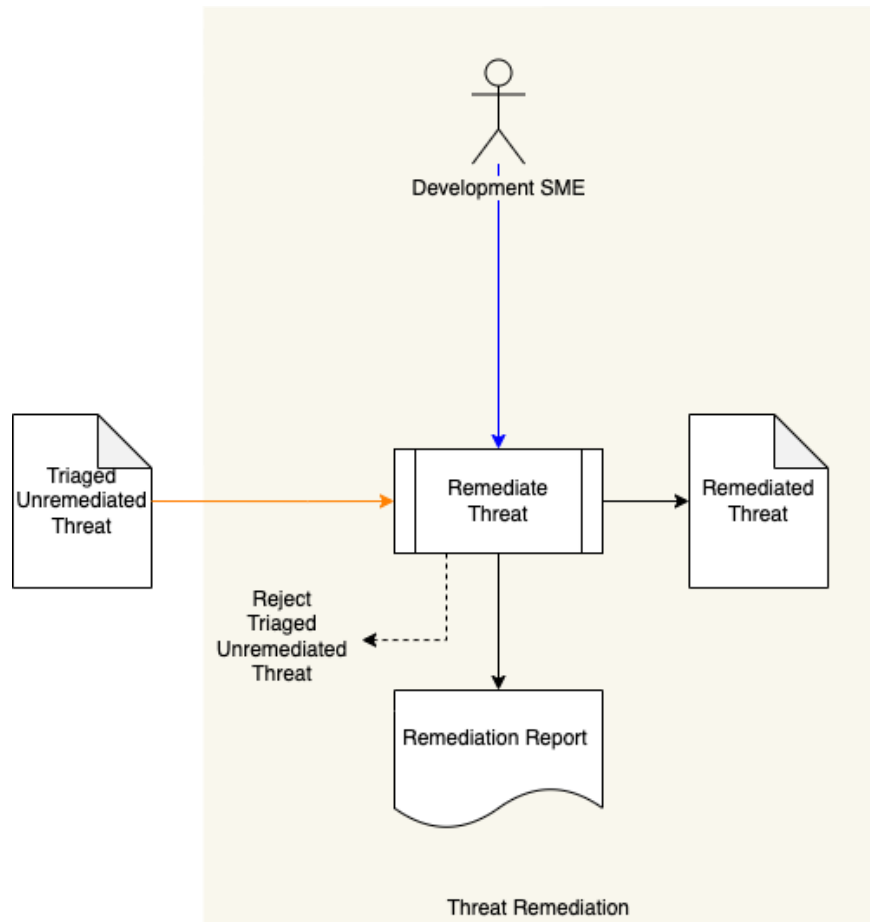 Development SME
Triaged
Unremediated
Threat
Remediate
Threat
Remediated
Threat
Reject
Triaged
Unremediated
Threat
Remediation Report
Threat Remediation